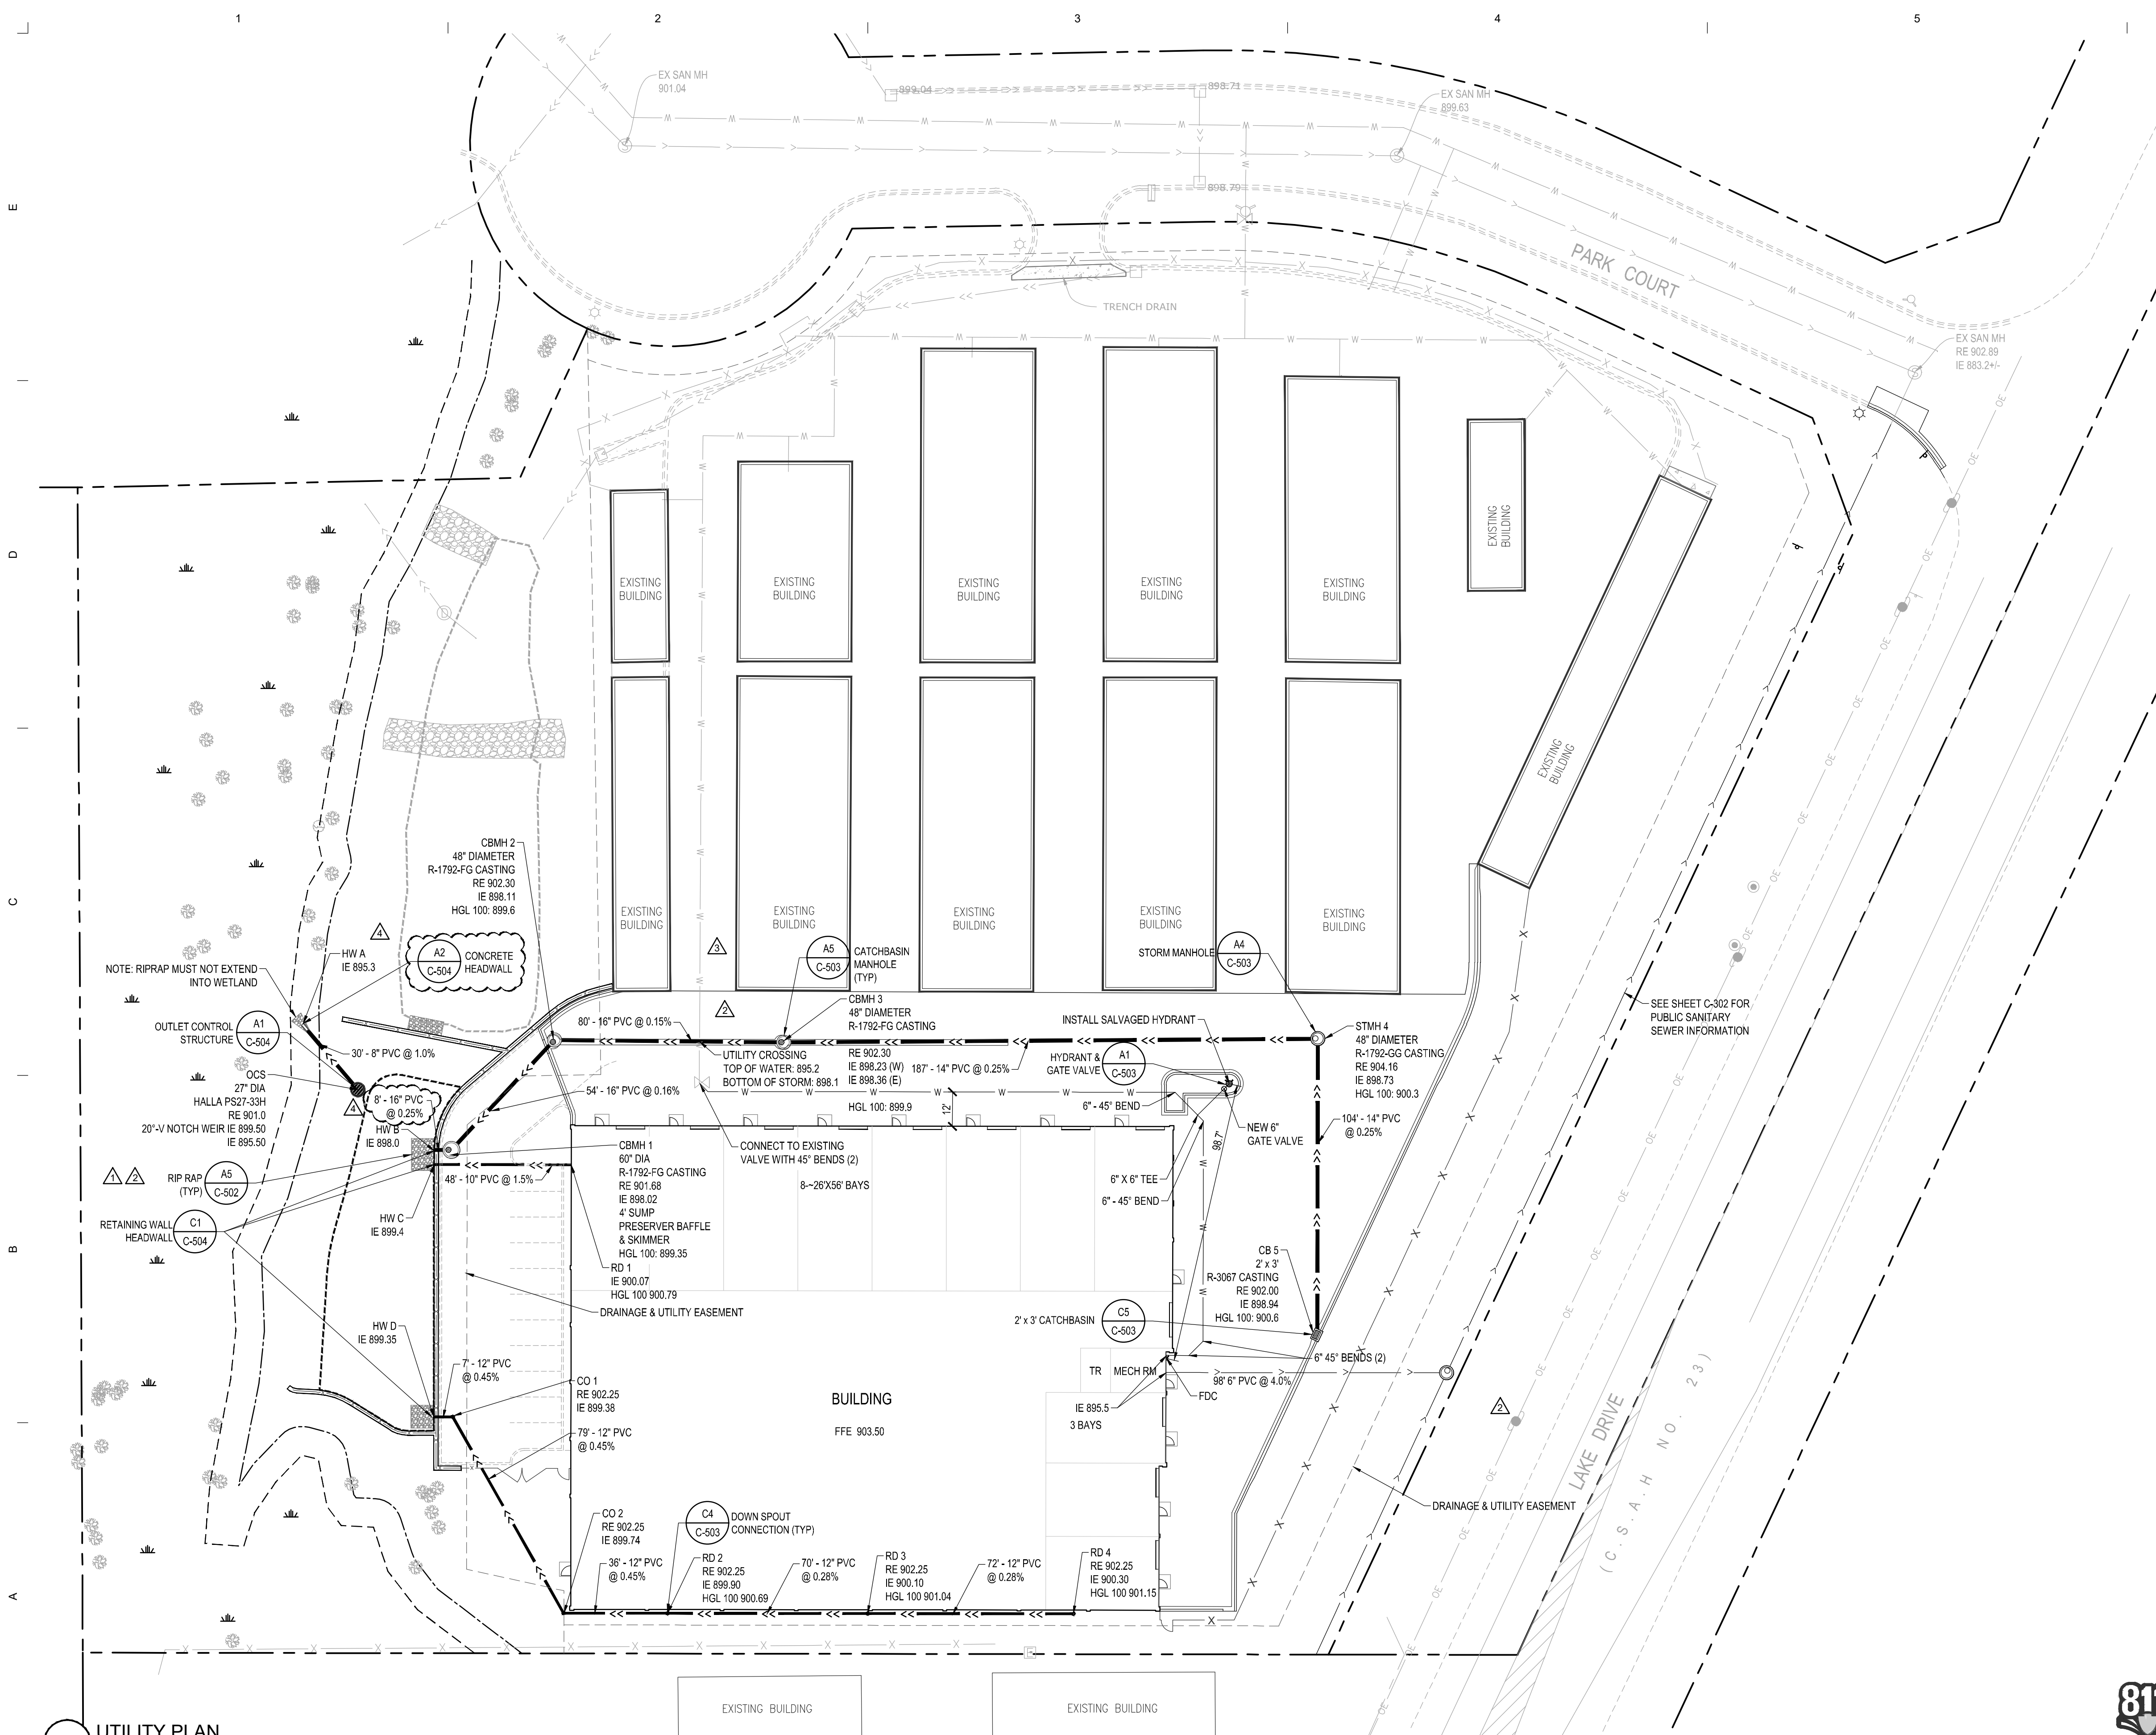 1
2
3
4
5
E
D
C
B
A
EX SAN MH
901.04
899.04
898.71
EX SAN MH
899.63
898.79
PARK COURT
TRENCH DRAIN
EX SAN MH
RE 902.89
IE 883.2+/-
EXISTING
BUILDING
EXISTING
BUILDING
EXISTING
BUILDING
EXISTING
BUILDING
EXISTING
BUILDING
EXISTING
BUILDING
EXISTING
BUILDING
EXISTING
BUILDING
EXISTING
BUILDING
EXISTING
BUILDING
EXISTING
BUILDING
EXISTING
BUILDING
CBMH 2
48" DIAMETER
R-1792-FG CASTING
RE 902.30
IE 898.11
HGL 100: 899.6
4
A2
C-504
CONCRETE
HEADWALL
HW A
IE 895.3
NOTE: RIPRAP MUST NOT EXTEND
INTO WETLAND
OUTLET CONTROL
STRUCTURE
A1
C-504
30' - 8" PVC @ 1.0%
OCS
27" DIA
HALLA PS27-33H
RE 901.0
20°-V NOTCH WEIR IE 899.50
IE 895.50
4
8' - 16" PVC
@ 0.25%
HW B
IE 898.0
1
2
RIP RAP
(TYP)
A5
C-502
RETAINING WALL
HEADWALL
C1
C-504
HW C
IE 899.4
48' - 10" PVC @ 1.5%
3
A5
C-503
CATCHBASIN
MANHOLE
(TYP)
2
CBMH 3
48" DIAMETER
R-1792-FG CASTING
RE 902.30
IE 898.23 (W)
IE 898.36 (E)
HGL 100: 899.9
80' - 16" PVC @ 0.15%
UTILITY CROSSING
TOP OF WATER: 895.2
BOTTOM OF STORM: 898.1
187' - 14" PVC @ 0.25%
54' - 16" PVC @ 0.16%
12'
STORM MANHOLE
A4
C-503
INSTALL SALVAGED HYDRANT
HYDRANT &
GATE VALVE
A1
C-503
STMH 4
48" DIAMETER
R-1792-GG CASTING
RE 904.16
IE 898.73
HGL 100: 900.3
SEE SHEET C-302 FOR
PUBLIC SANITARY
SEWER INFORMATION
6" - 45° BEND
NEW 6"
GATE VALVE
104' - 14" PVC
@ 0.25%
98.7'
CBMH 1
60" DIA
R-1792-FG CASTING
RE 901.68
IE 898.02
4' SUMP
PRESERVER BAFFLE
& SKIMMER
HGL 100: 899.35
CONNECT TO EXISTING
VALVE WITH 45° BENDS (2)
8-~26'X56' BAYS
6" X 6" TEE
6" - 45° BEND
RD 1
IE 900.07
HGL 100 900.79
DRAINAGE & UTILITY EASEMENT
CB 5
2' x 3'
R-3067 CASTING
RE 902.00
IE 898.94
HGL 100: 900.6
2' x 3' CATCHBASIN
C5
C-503
HW D
IE 899.35
7' - 12" PVC
@ 0.45%
CO 1
RE 902.25
IE 899.38
79' - 12" PVC
@ 0.45%
BUILDING
FFE 903.50
TR
MECH RM
6" 45° BENDS (2)
98' 6" PVC @ 4.0%
FDC
IE 895.5
3 BAYS
2
LAKE DRIVE
(C.S.A.H NO. 23)
DRAINAGE & UTILITY EASEMENT
CO 2
RE 902.25
IE 899.74
C4
C-503
DOWN SPOUT
CONNECTION (TYP)
36' - 12" PVC
@ 0.45%
RD 2
RE 902.25
IE 899.90
HGL 100 900.69
70' - 12" PVC
@ 0.28%
RD 3
RE 902.25
IE 900.10
HGL 100 901.04
72' - 12" PVC
@ 0.28%
RD 4
RE 902.25
IE 900.30
HGL 100 901.15
EXISTING BUILDING
EXISTING BUILDING
UTILITY PLAN